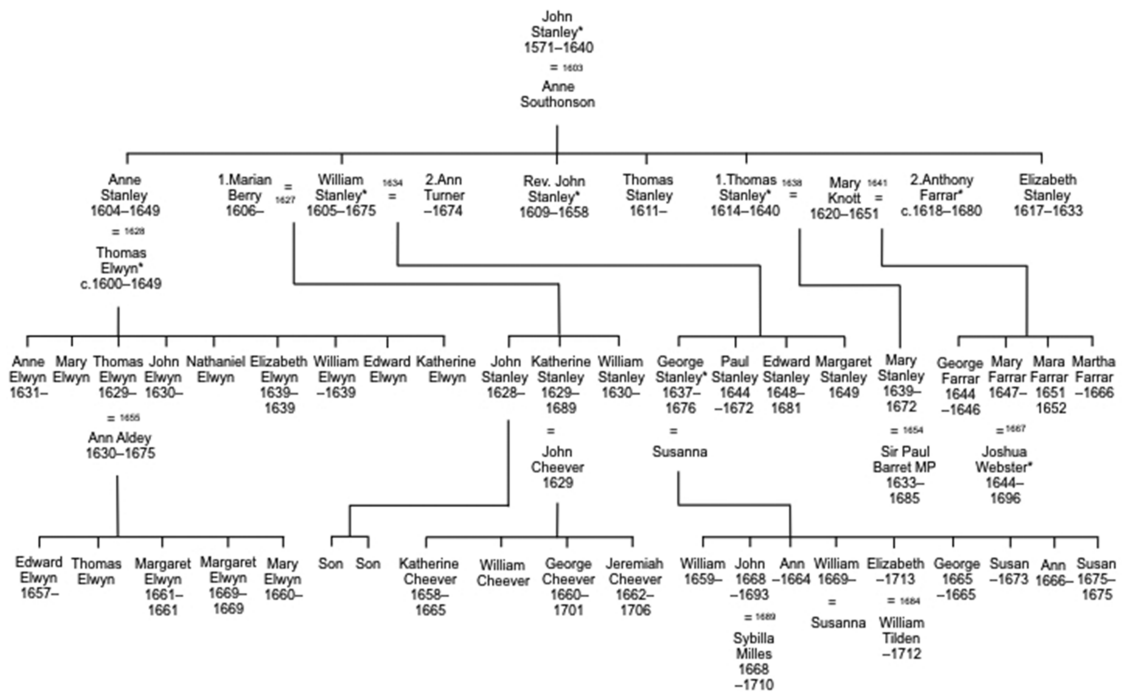 John
Stanley*
1571–1640
= 1603
Anne
Southonson
Anne
Stanley
1604–1649
= 1628
Thomas
Elwyn*
c.1600–1649
1.Marian
Berry
1606–
=
1627
William
Stanley*
1605–1675
1634
=
2.Ann
Turner
–1674
Rev. John
Stanley*
1609–1658
Thomas
Stanley
1611–
1.Thomas
Stanley*
1614–1640
1638
=
Mary
Knott
1620–1651
1641
=
2.Anthony
Farrar*
c.1618–1680
Elizabeth
Stanley
1617–1633
Anne
Elwyn
1631–
Mary
Elwyn
Thomas
Elwyn
1629–
= 1655
Ann Aldey
1630–1675
John
Elwyn
1630–
Nathaniel
Elwyn
Elizabeth
Elwyn
1639–
1639
William
Elwyn
–1639
Edward
Elwyn
Katherine
Elwyn
John
Stanley
1628–
Katherine
Stanley
1629–
1689
=
John
Cheever
1629
William
Stanley
1630–
George
Stanley*
1637–
1676
=
Susanna
Paul
Stanley
1644
–1672
Edward
Stanley
1648–
1681
Margaret
Stanley
1649
Mary
Stanley
1639–
1672
= 1654
Sir Paul
Barret MP
1633–
1685
George
Farrar
1644
–1646
Mary
Farrar
1647–
=1667
Joshua
Webster*
1644–
1696
Mara
Farrar
1651
1652
Martha
Farrar
–1666
Edward
Elwyn
1657–
Thomas
Elwyn
Margaret
Elwyn
1661–
1661
Margaret
Elwyn
1669–
1669
Mary
Elwyn
1660–
Son
Son
Katherine
Cheever
1658–
1665
William
Cheever
George
Cheever
1660–
1701
Jeremiah
Cheever
1662–
1706
William
1659–
John
1668
–1693
= 1689
Sybilla
Milles
1668
–1710
Ann
–1664
William
1669–
=
Susanna
Elizabeth
–1713
= 1684
William
Tilden
–1712
George
1665
–1665
Susan
–1673
Ann
1666–
Susan
1675–
1675